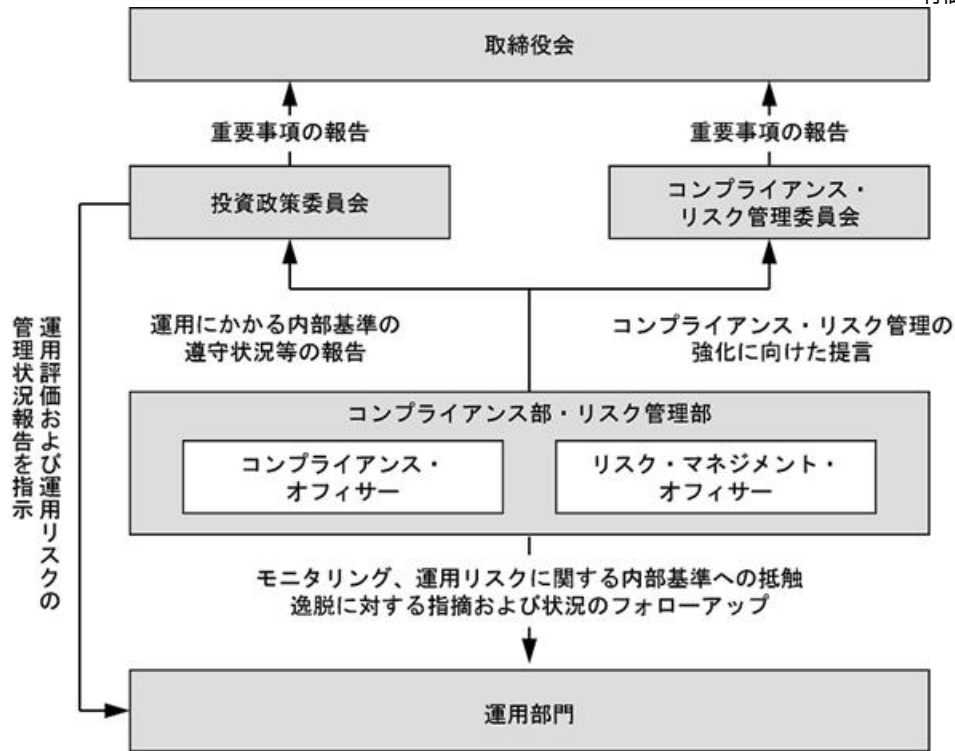 取締役会
重要事項の報告
重要事項の報告
投資政策委員会
コンプライアンス・
リスク管理委員会
運用にかかる内部基準の
遵守状況等の報告
コンプライアンス・リスク管理の
強化に向けた提言
運用評価および運用リスクの
管理状況報告を指示
コンプライアンス部・リスク管理部
コンプライアンス・
オフィサー
リスク・マネジメント・
オフィサー
モニタリング、運用リスクに関する内部基準への抵触
逸脱に対する指摘および状況のフォローアップ
運用部門